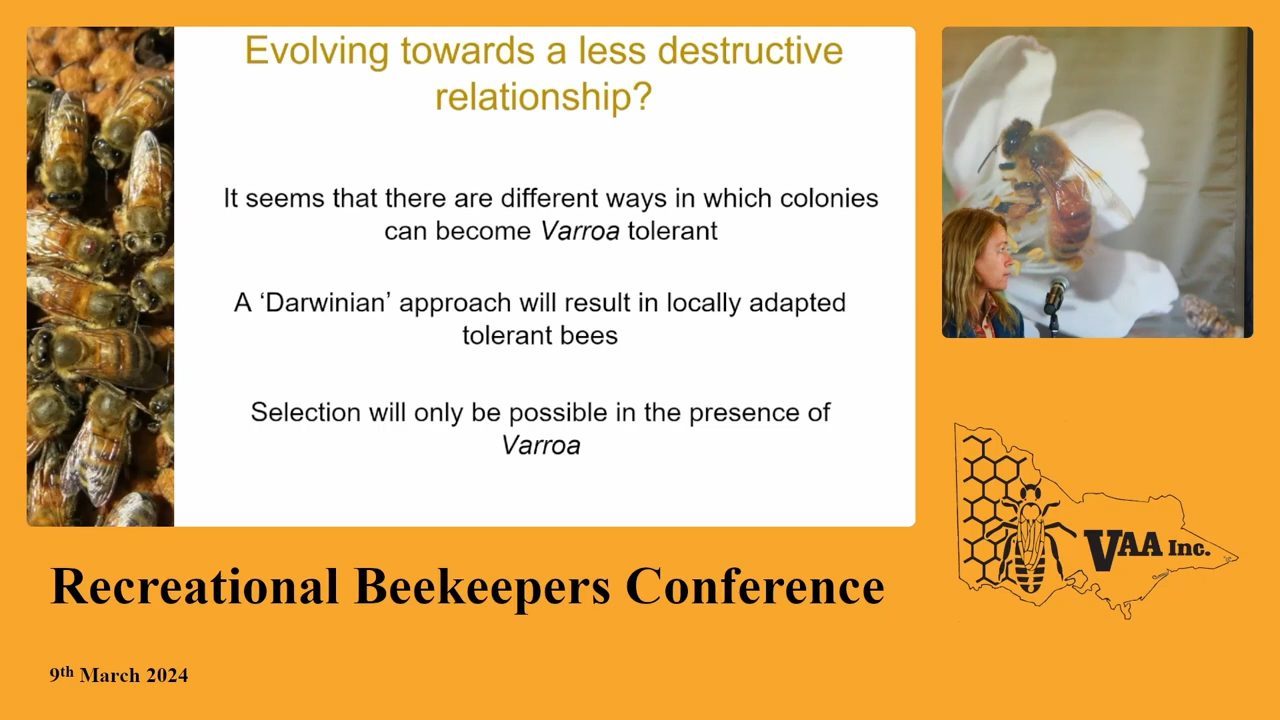 Evolving towards a less destructive
relationship?
It seems that there are different ways in which colonies
can become Varroa tolerant
A ‘Darwinian’ approach will result in locally adapted
tolerant bees
Selection will only be possible in the presence of
Varroa
VAA Inc.
Recreational Beekeepers Conference
9th March 2024